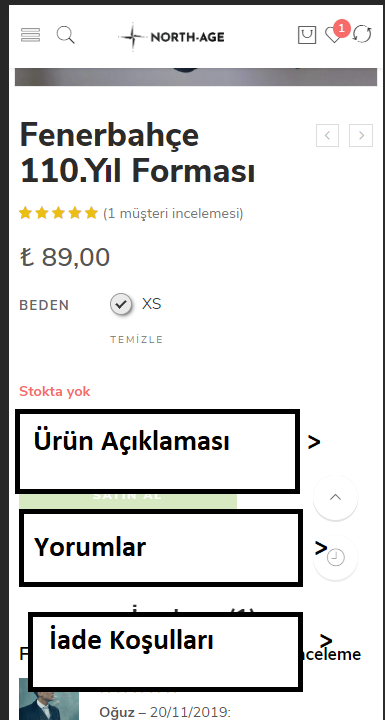 NORTH-AGE
1
Fenerbahçe
110.Yıl Forması
(1 müşteri incelemesi)
₺ 89,00
BEDEN
XS
TEMİZLE
Stokta yok
Ürün Açıklaması >
SATIN AL
Yorumlar >
(1)
İade Koşulları >
Oğuz – 20/11/2019: